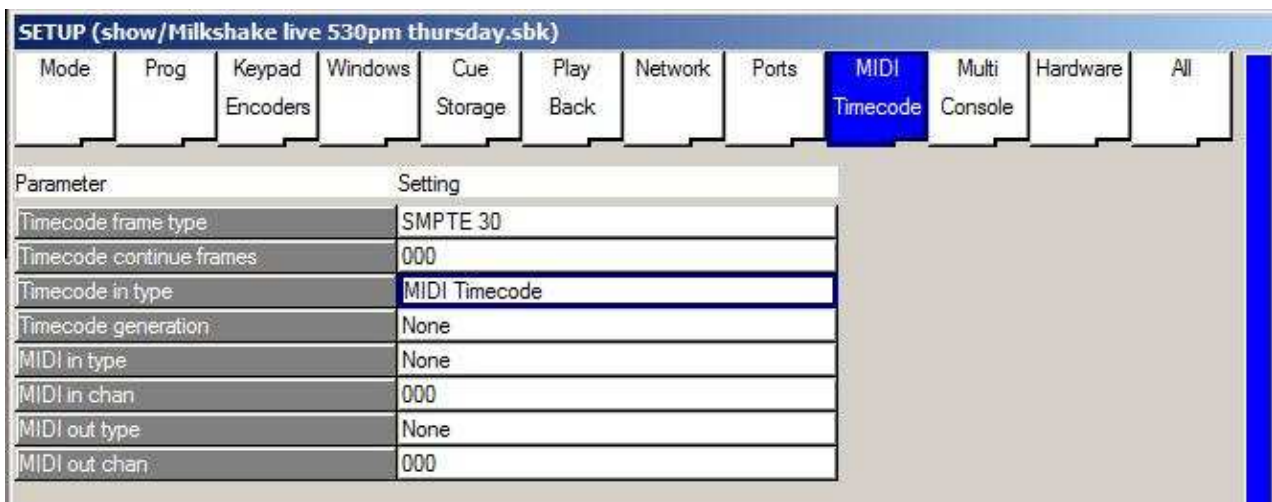 SETUP (show/Milkshake live 530pm thursday.sbk)
Mode Prog Keypad Encoders Windows Cue Storage Play Back Network Ports MIDI Timecode Multi Console Hardware All
Parameter Setting
Timecode frame type SMPTE 30
Timecode continue frames 000
Timecode in type MIDI Timecode
Timecode generation None
MIDI in type None
MIDI in chan 000
MIDI out type None
MIDI out chan 000